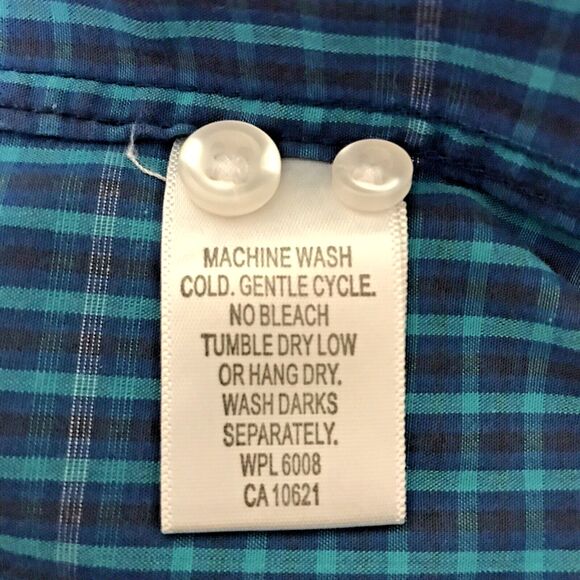 MACHINE WASH
COLD. GENTLE CYCLE.
NO BLEACH
TUMBLE DRY LOW
OR HANG DRY.
WASH DARKS
SEPARATELY.
WPL 6008
CA 10621